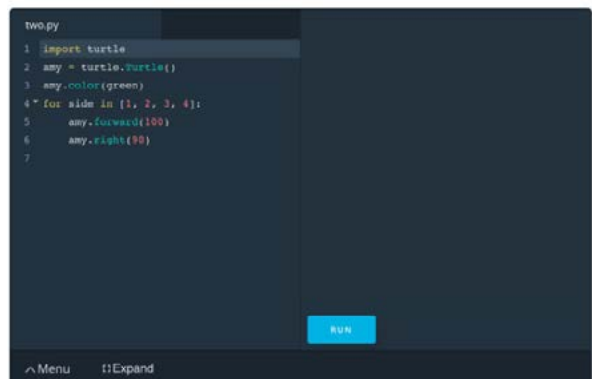 two.py
1 import turtle
2 amy = turtle.Turtle()
3 amy.color(green)
4 for side in [1, 2, 3, 4]:
5 amy.forward(100)
6 amy.right(90)
7
RUN
Menu Expand